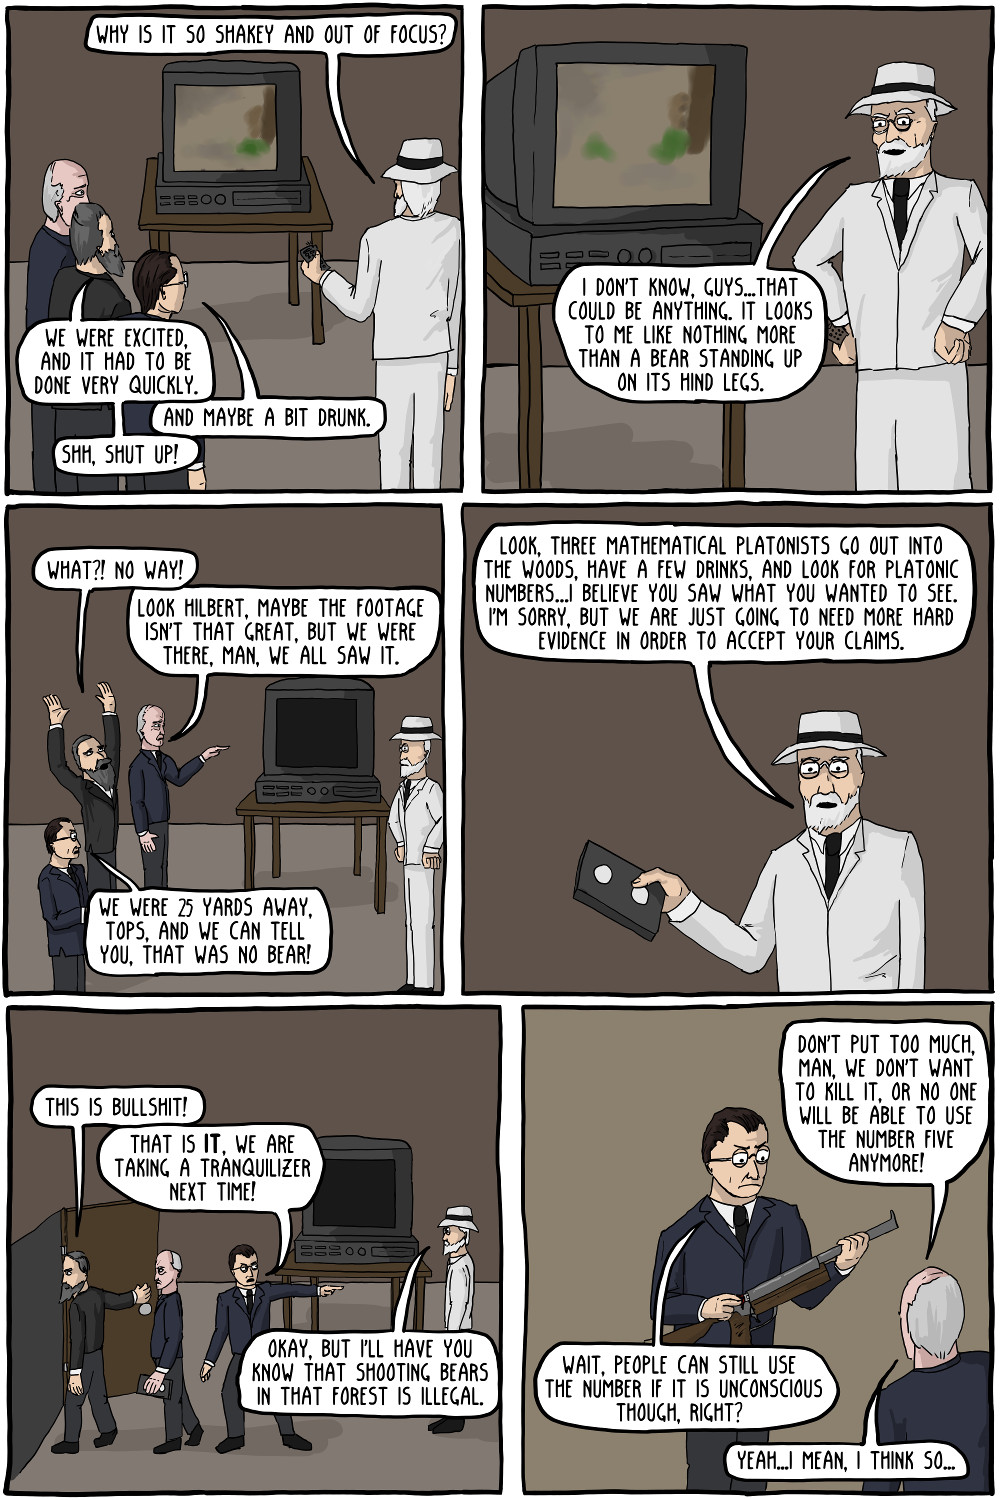 WHY IS IT SO SHAKEY AND OUT OF FOCUS?
WE WERE EXCITED,
AND IT HAD TO BE
DONE VERY QUICKLY.
AND MAYBE A BIT DRUNK.
SHH, SHUT UP!
I DON'T KNOW, GUYS...THAT
COULD BE ANYTHING. IT LOOKS
TO ME LIKE NOTHING MORE
THAN A BEAR STANDING UP
ON ITS HIND LEGS.
WHAT?! NO WAY!
LOOK HILBERT, MAYBE THE FOOTAGE
ISN'T THAT GREAT, BUT WE WERE
THERE, MAN, WE ALL SAW IT.
WE WERE 25 YARDS AWAY,
TOPS, AND WE CAN TELL
YOU, THAT WAS NO BEAR!
LOOK, THREE MATHEMATICAL PLATONISTS GO OUT INTO
THE WOODS, HAVE A FEW DRINKS, AND LOOK FOR PLATONIC
NUMBERS...I BELIEVE YOU SAW WHAT YOU WANTED TO SEE.
I'M SORRY, BUT WE ARE JUST GOING TO NEED MORE HARD
EVIDENCE IN ORDER TO ACCEPT YOUR CLAIMS.
THIS IS BULLSHIT!
THAT IS IT, WE ARE
TAKING A TRANQUILIZER
NEXT TIME!
OKAY, BUT I'LL HAVE YOU
KNOW THAT SHOOTING BEARS
IN THAT FOREST IS ILLEGAL.
DON'T PUT TOO MUCH,
MAN, WE DON'T WANT
TO KILL IT, OR NO ONE
WILL BE ABLE TO USE
THE NUMBER FIVE
ANYMORE!
WAIT, PEOPLE CAN STILL USE
THE NUMBER IF IT IS UNCONSCIOUS
THOUGH, RIGHT?
YEAH...I MEAN, I THINK SO...